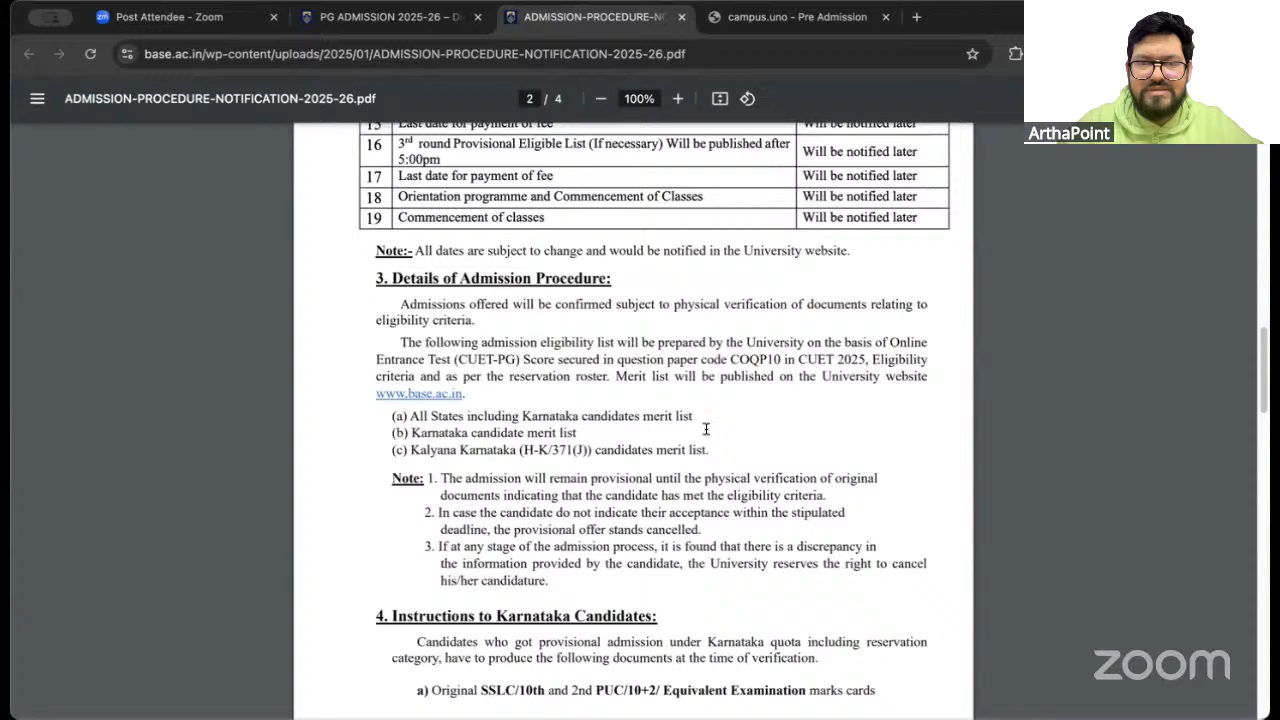 Post Attendee - Zoom
PG ADMISSION 2025-26 – D
ADMISSION-PROCEDURE-NO
campus.uno - Pre Admission
base.ac.in/wp-content/uploads/2025/01/ADMISSION-PROCEDURE-NOTIFICATION-2025-26.pdf
ADMISSION-PROCEDURE-NOTIFICATION-2025-26.pdf
2 / 4
100%
ArthaPoint
15 Last date for payment of fee Will be notified later
16 3rd round Provisional Eligible List (If necessary) Will be published after
5:00pm Will be notified later
17 Last date for payment of fee Will be notified later
18 Orientation programme and Commencement of Classes Will be notified later
19 Commencement of classes Will be notified later
Note:- All dates are subject to change and would be notified in the University website.
3. Details of Admission Procedure:
Admissions offered will be confirmed subject to physical verification of documents relating to
eligibility criteria.
The following admission eligibility list will be prepared by the University on the basis of Online
Entrance Test (CUET-PG) Score secured in question paper code COQP10 in CUET 2025, Eligibility
criteria and as per the reservation roster. Merit list will be published on the University website
www.base.ac.in.
(a) All States including Karnataka candidates merit list
(b) Karnataka candidate merit list
(c) Kalyana Karnataka (H-K/371(J)) candidates merit list.
Note: 1. The admission will remain provisional until the physical verification of original
documents indicating that the candidate has met the eligibility criteria.
2. In case the candidate do not indicate their acceptance within the stipulated
deadline, the provisional offer stands cancelled.
3. If at any stage of the admission process, it is found that there is a discrepancy in
the information provided by the candidate, the University reserves the right to cancel
his/her candidature.
4. Instructions to Karnataka Candidates:
Candidates who got provisional admission under Karnataka quota including reservation
category, have to produce the following documents at the time of verification.
a) Original SSLC/10th and 2nd PUC/10+2/ Equivalent Examination marks cards
zoom